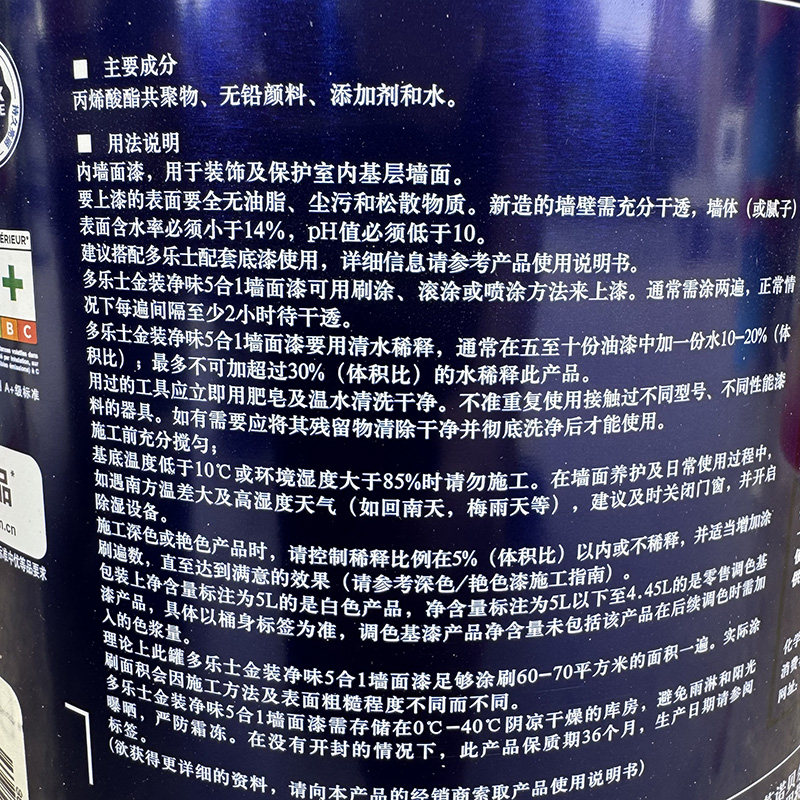 ■ 主要成分
丙烯酸酯共聚物、无铅颜料、添加剂和水。
■ 用法说明
内墙面漆，用于装饰及保护室内基层墙面。
要上漆的表面要全无油脂、尘污和松散物质。新造的墙壁需充分干透，墙体（或腻子）
表面含水率必须小于14%，pH值必须低于10。
建议搭配多乐士配套底漆使用，详细信息请参考产品使用说明书。
多乐士金装净味5合1墙面漆可用刷涂、滚涂或喷涂方法来上漆。通常需涂两遍，正常情
况下每遍间隔至少2小时待干透。
多乐士金装净味5合1墙面漆要用清水稀释，通常在五至十份油漆中加一份水10-20%（体
积比）；最多不可加超过30%（体积比）的水稀释此产品。
用过的工具应立即用肥皂及温水清洗干净。不准重复使用接触过不同型号、不同性能漆
料的器具。如有需要应将其残留物清除干净并彻底洗净后才能使用。
施工前充分搅匀；
基底温度低于10℃或环境湿度大于85%时请勿施工。在墙面养护及日常使用过程中，
如遇南方温差大及高湿度天气（如回南天，梅雨天等），建议及时关闭门窗，并开启
除湿设备。
施工深色或艳色产品时，请控制稀释比例在5%（体积比）以内或不稀释，并适当增加涂
刷遍数，直至达到满意的效果（请参考深色/艳色漆施工指南）。
包装上净含量标注为5L的是白色产品，净含量标注为5L以下至4.45L的是零售调色基
漆产品，具体以桶身标签为准，调色基漆产品净含量未包括该产品在后续调色时需加
入的色浆量。
理论上此罐多乐士金装净味5合1墙面漆足够涂刷60-70平方米的面积一遍。实际涂
刷面积会因施工方法及表面粗糙程度不同而不同。
多乐士金装净味5合1墙面漆需存储在0℃-40℃阴凉干燥的库房，避免雨淋和阳光
曝晒，严防霜冻。在没有开封的情况下，此产品保质期36个月，生产日期请参阅
标签。
(欲获得更详细的资料，请向本产品的经销商索取产品使用说明书)
ÉRIEUR*
B C
A+级标准
品
.cn
化学
消费
网址